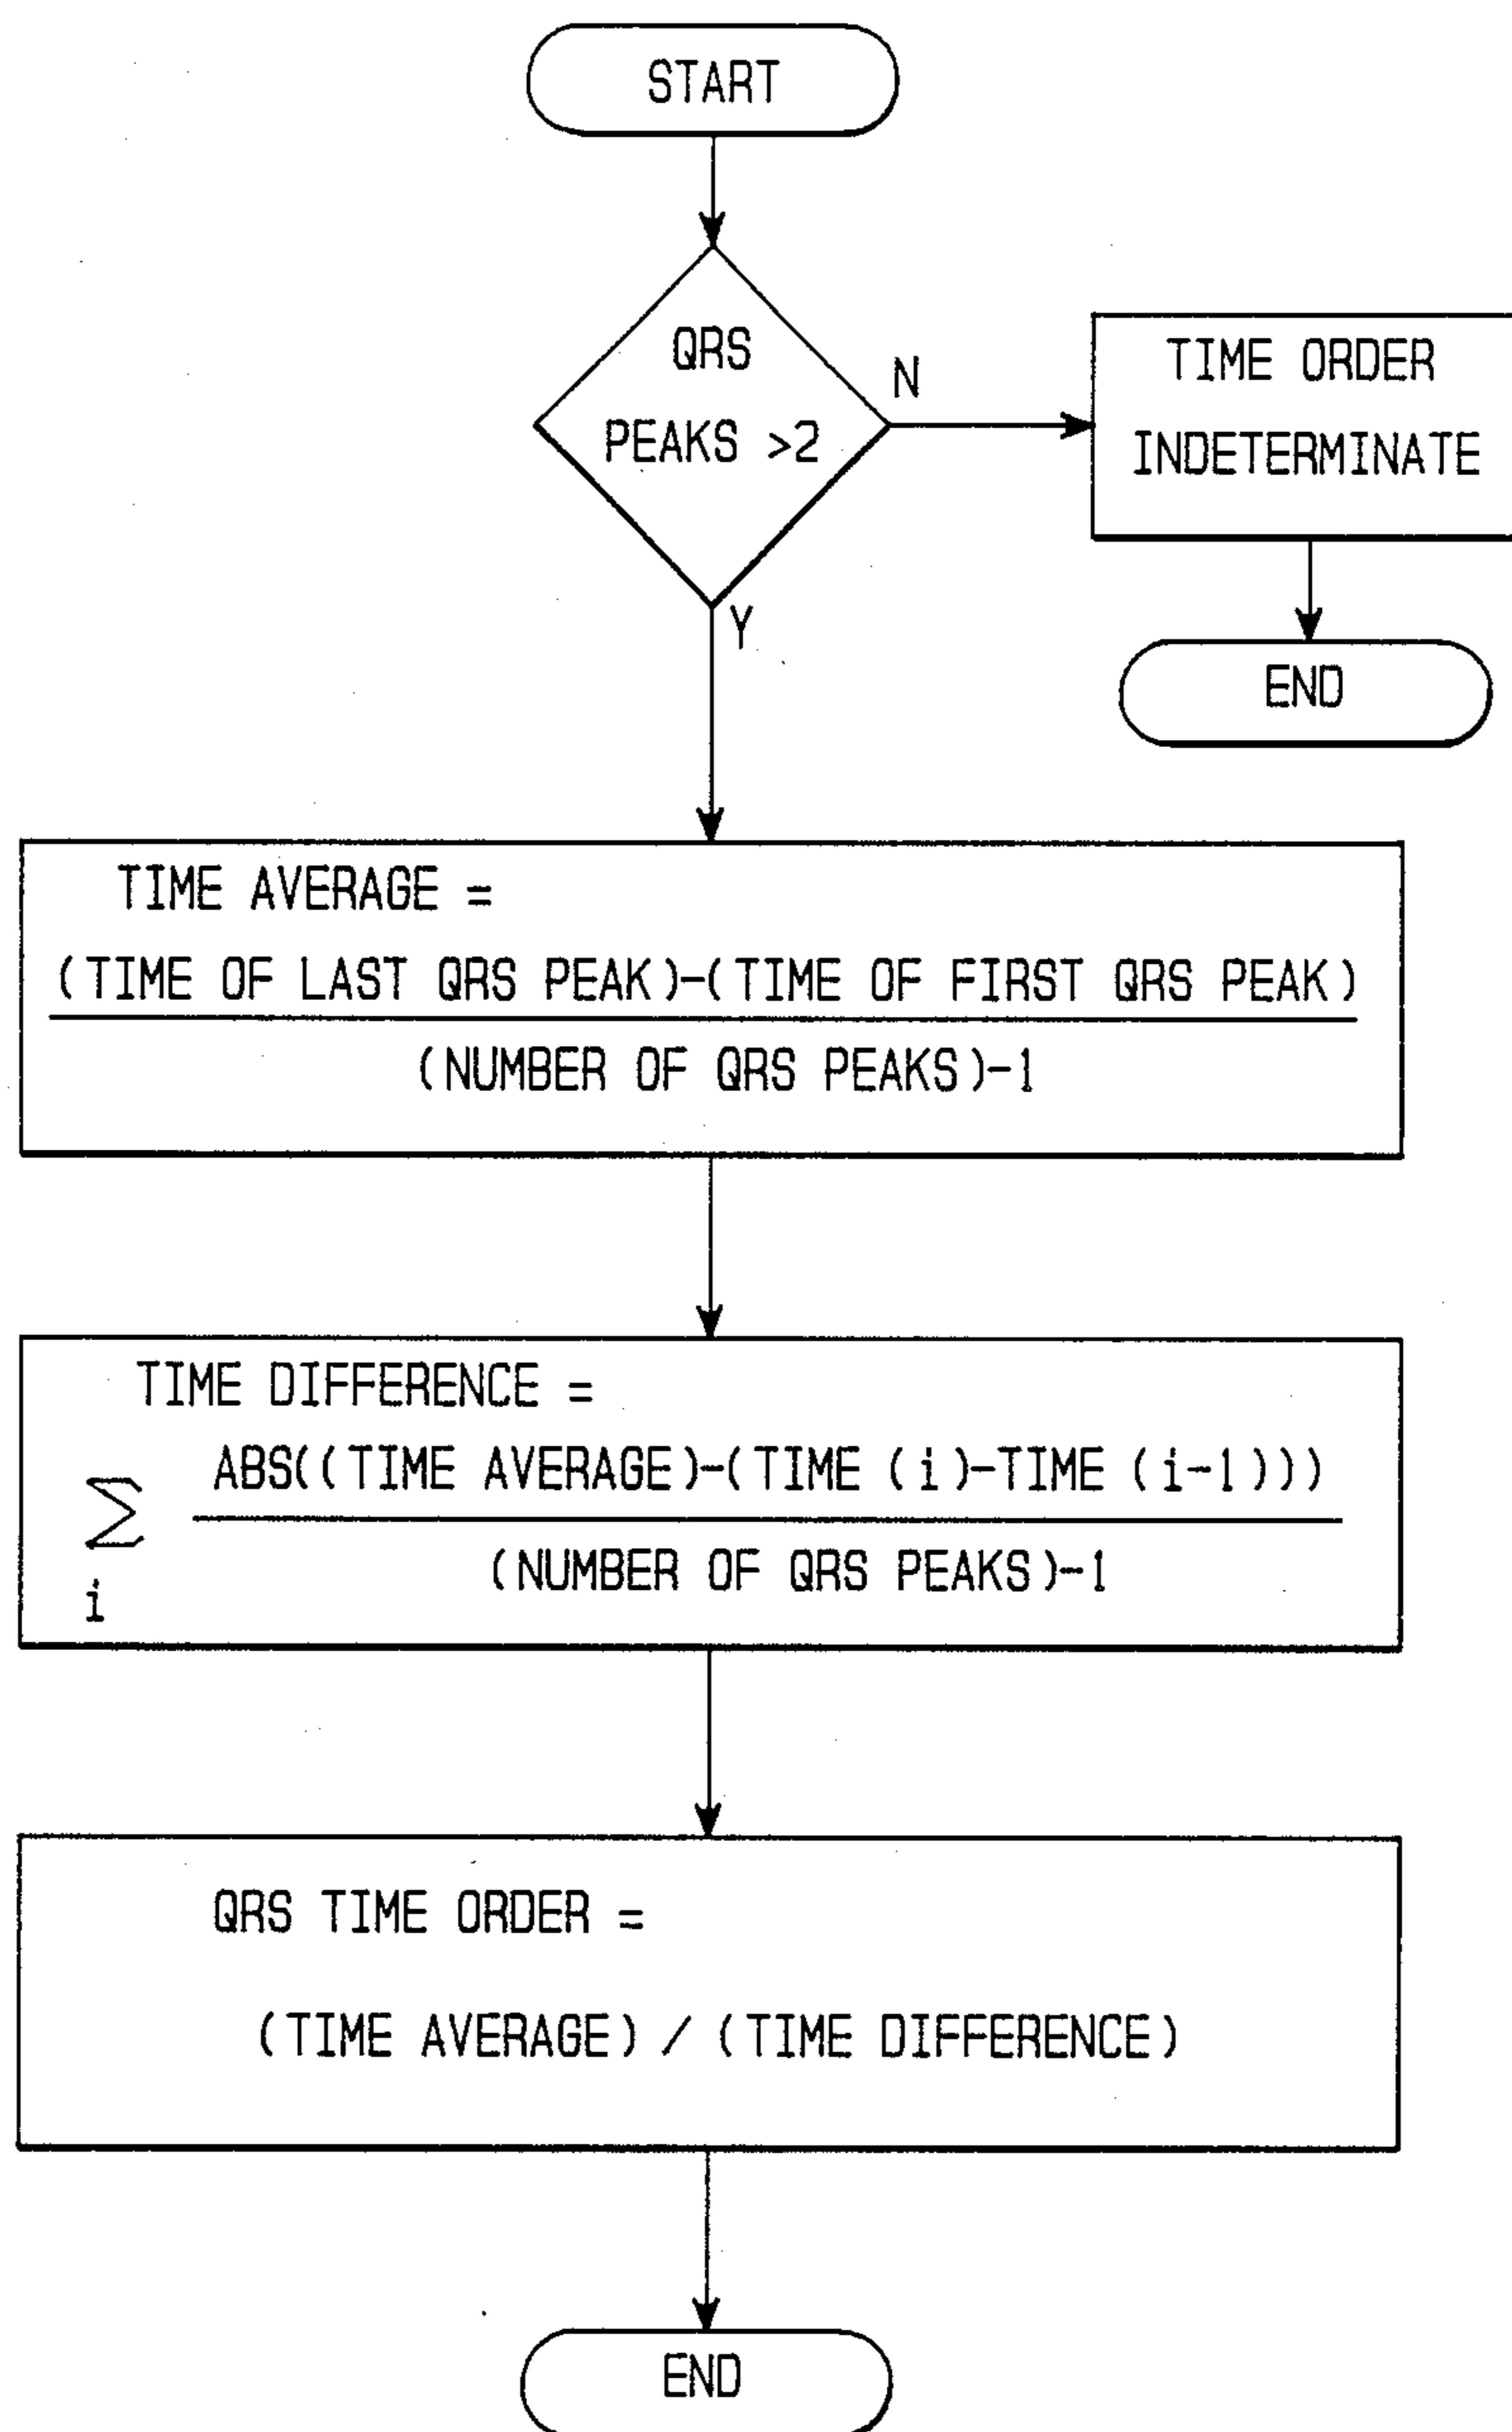 START
QRS
PEAKS >2
N
TIME ORDER
INDETERMINATE
END
Y
TIME AVERAGE =
(TIME OF LAST QRS PEAK)-(TIME OF FIRST QRS PEAK)
(NUMBER OF QRS PEAKS)-1
TIME DIFFERENCE =
ABS((TIME AVERAGE)-(TIME (i)-TIME (i-1)))
∑
(NUMBER OF QRS PEAKS)-1
i
QRS TIME ORDER =
(TIME AVERAGE) / (TIME DIFFERENCE)
END